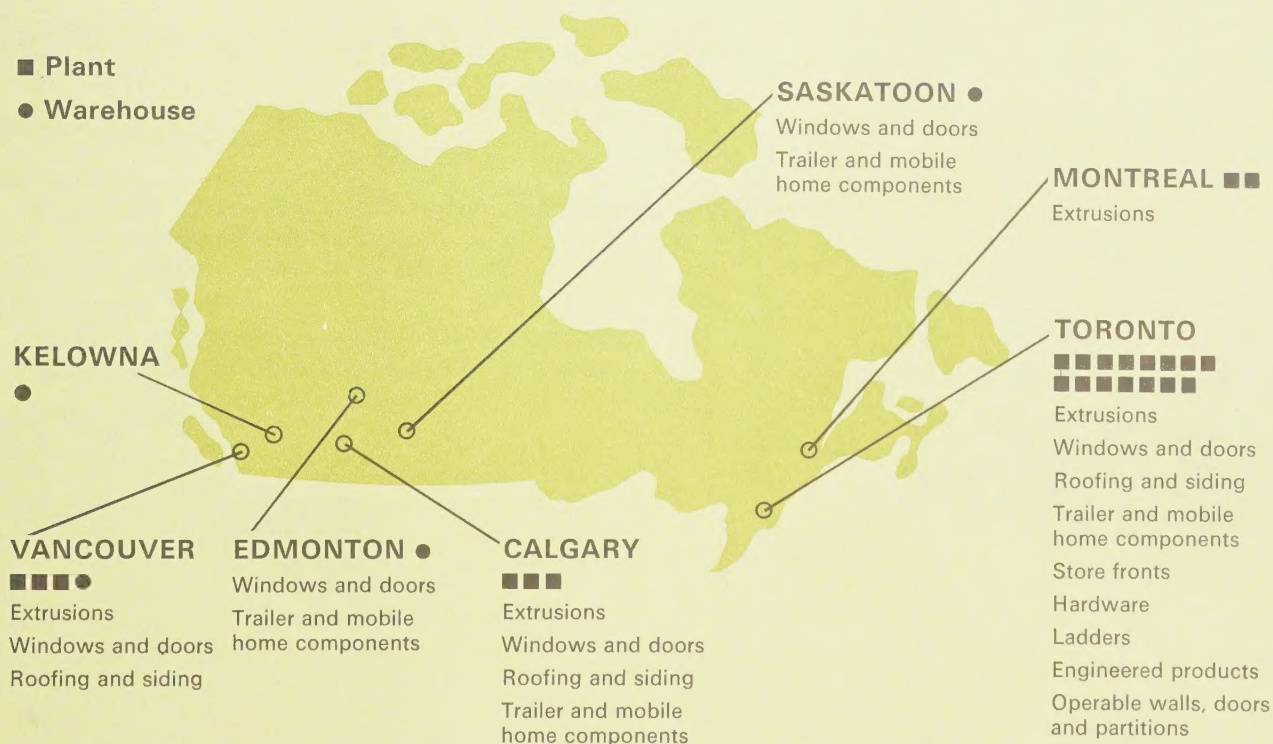 ■ Plant
● Warehouse
SASKATOON ●
Windows and doors
Trailer and mobile
home components
MONTREAL ■■
Extrusions
TORONTO
■■■■■■■■
■■■■■■■
Extrusions
Windows and doors
Roofing and siding
Trailer and mobile
home components
Store fronts
Hardware
Ladders
Engineered products
Operable walls, doors
and partitions
KELOWNA
●
VANCOUVER
■■■●
Extrusions
Windows and doors
Roofing and siding
EDMONTON ●
Windows and doors
Trailer and mobile
home components
CALGARY
■■■
Extrusions
Windows and doors
Roofing and siding
Trailer and mobile
home components